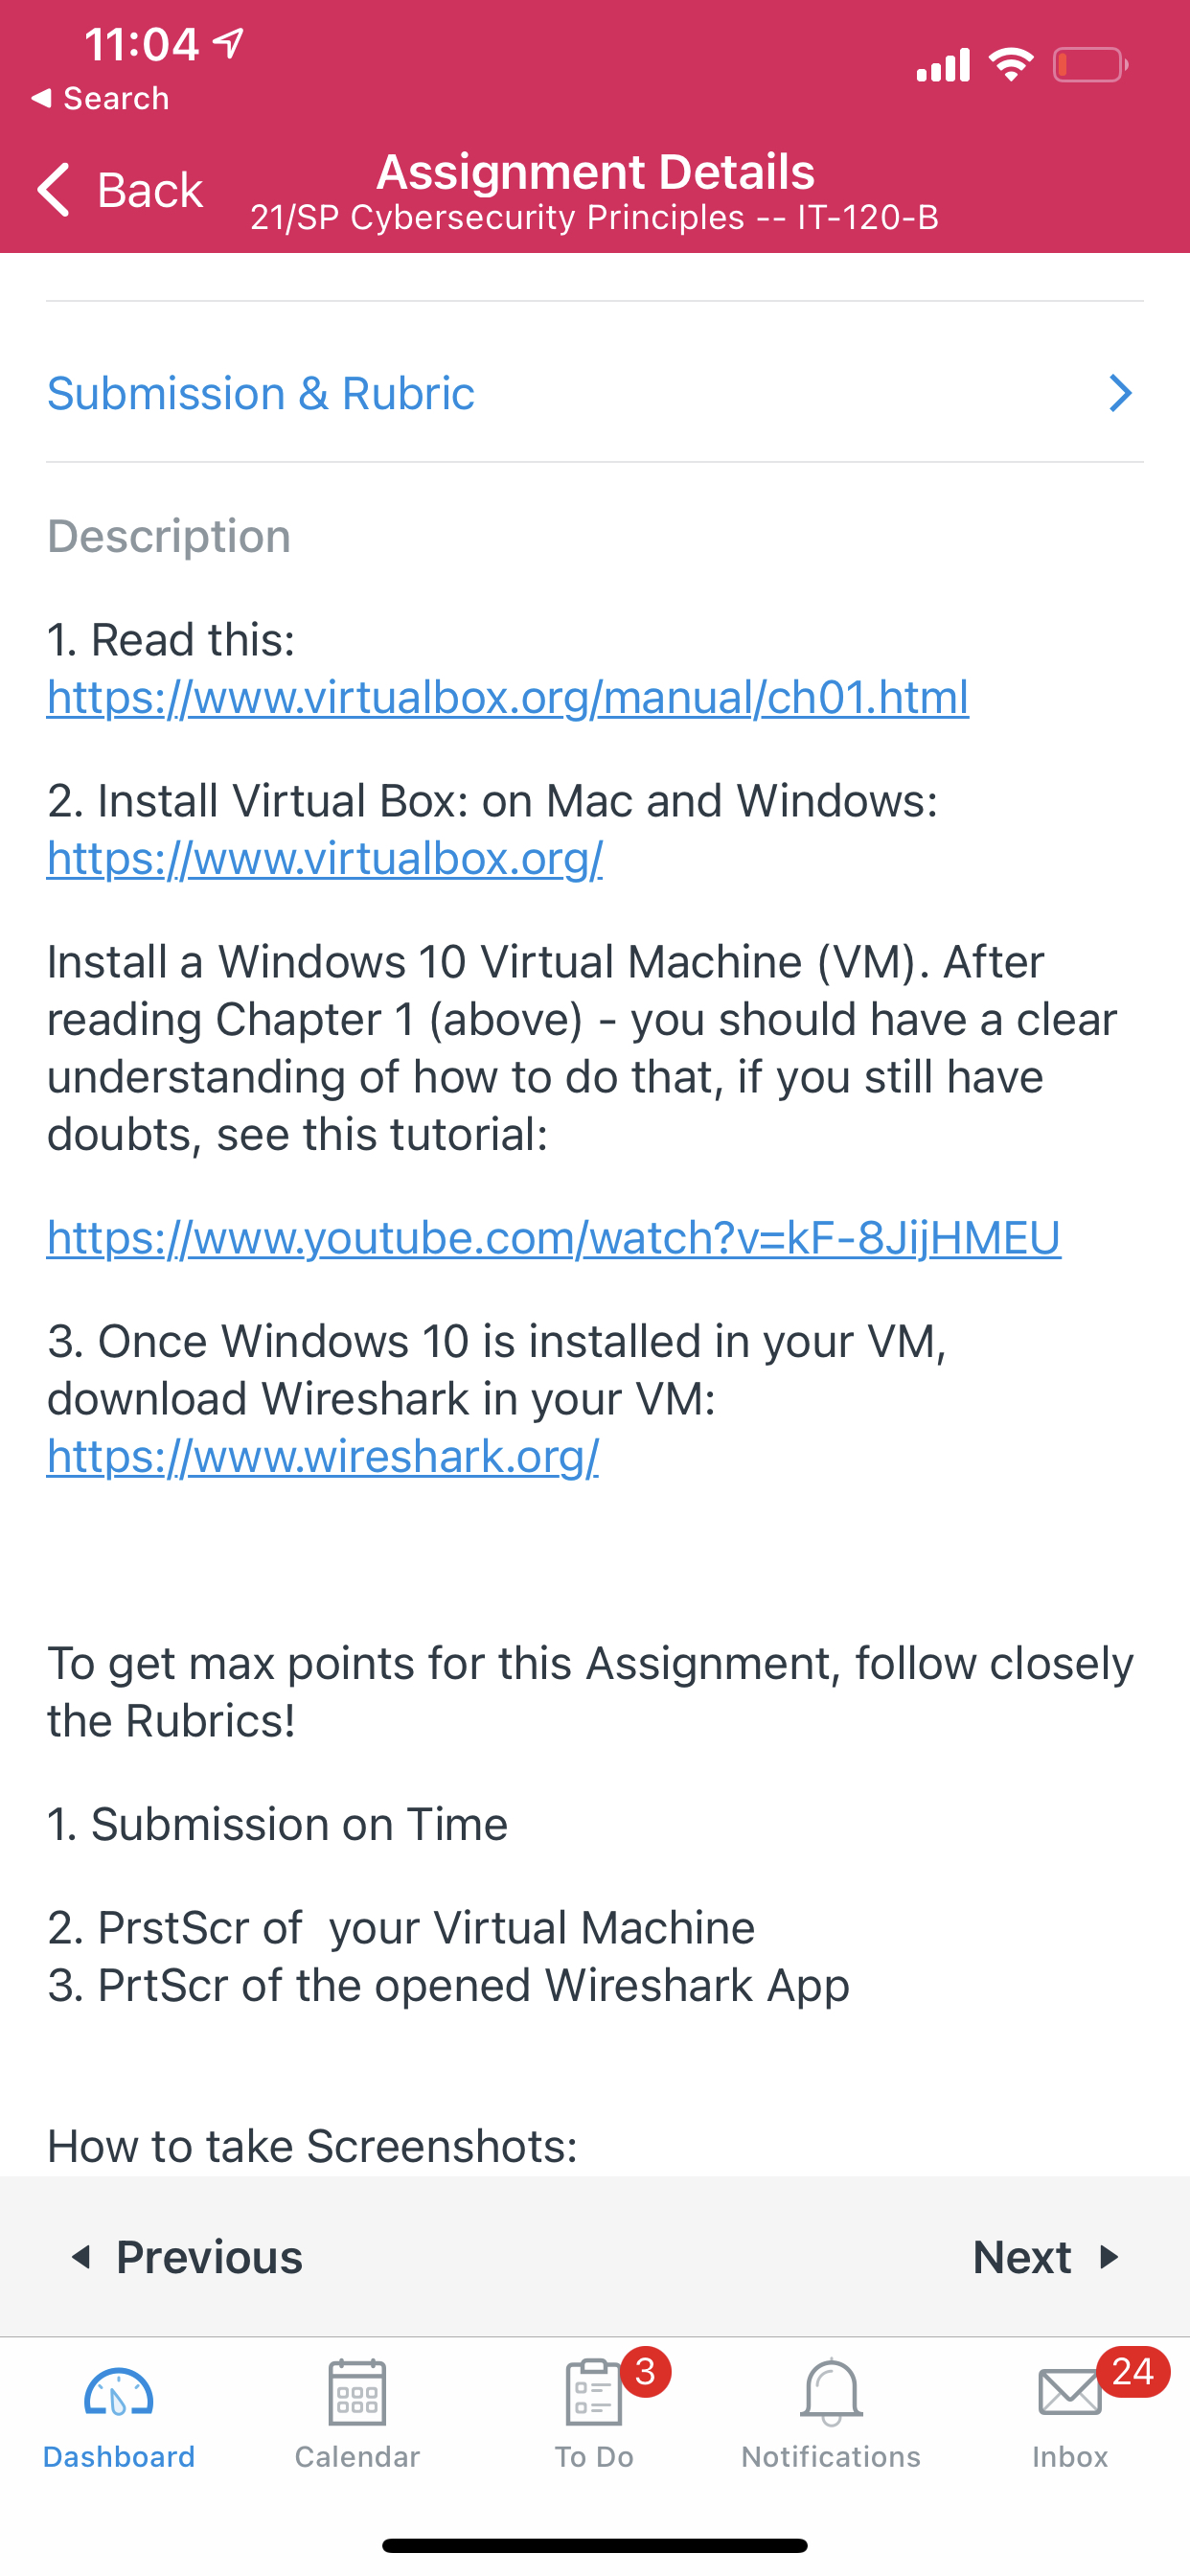 11:04
Search
Back
Assignment Details
21/SP Cybersecurity Principles -- IT-120-B
Submission & Rubric
Description
1. Read this:
https://www.virtualbox.org/manual/ch01.html
2. Install Virtual Box: on Mac and Windows:
https://www.virtualbox.org/
Install a Windows 10 Virtual Machine (VM). After
reading Chapter 1 (above) - you should have a clear
understanding of how to do that, if you still have
doubts, see this tutorial:
https://www.youtube.com/watch?v=kF-8JijHMEU
3. Once Windows 10 is installed in your VM,
download Wireshark in your VM:
https://www.wireshark.org/
To get max points for this Assignment, follow closely
the Rubrics!
1. Submission on Time
2. PrstScr of  your Virtual Machine
3. PrtScr of the opened Wireshark App
How to take Screenshots:
Previous
Next
3
24
Dashboard
Calendar
To Do
Notifications
Inbox